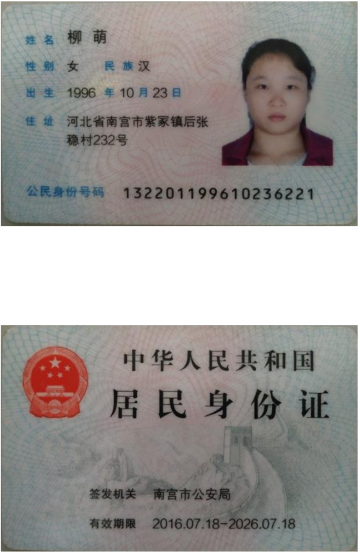 姓名 柳萌
性别 女 民族 汉
出生 1996 年 10 月 23 日
住址 河北省南宫市紫冢镇后张
稳村232号
公民身份号码 132201199610236221
中华人民共和国
居民身份证
签发机关 南宫市公安局
有效期限 2016.07.18-2026.07.18